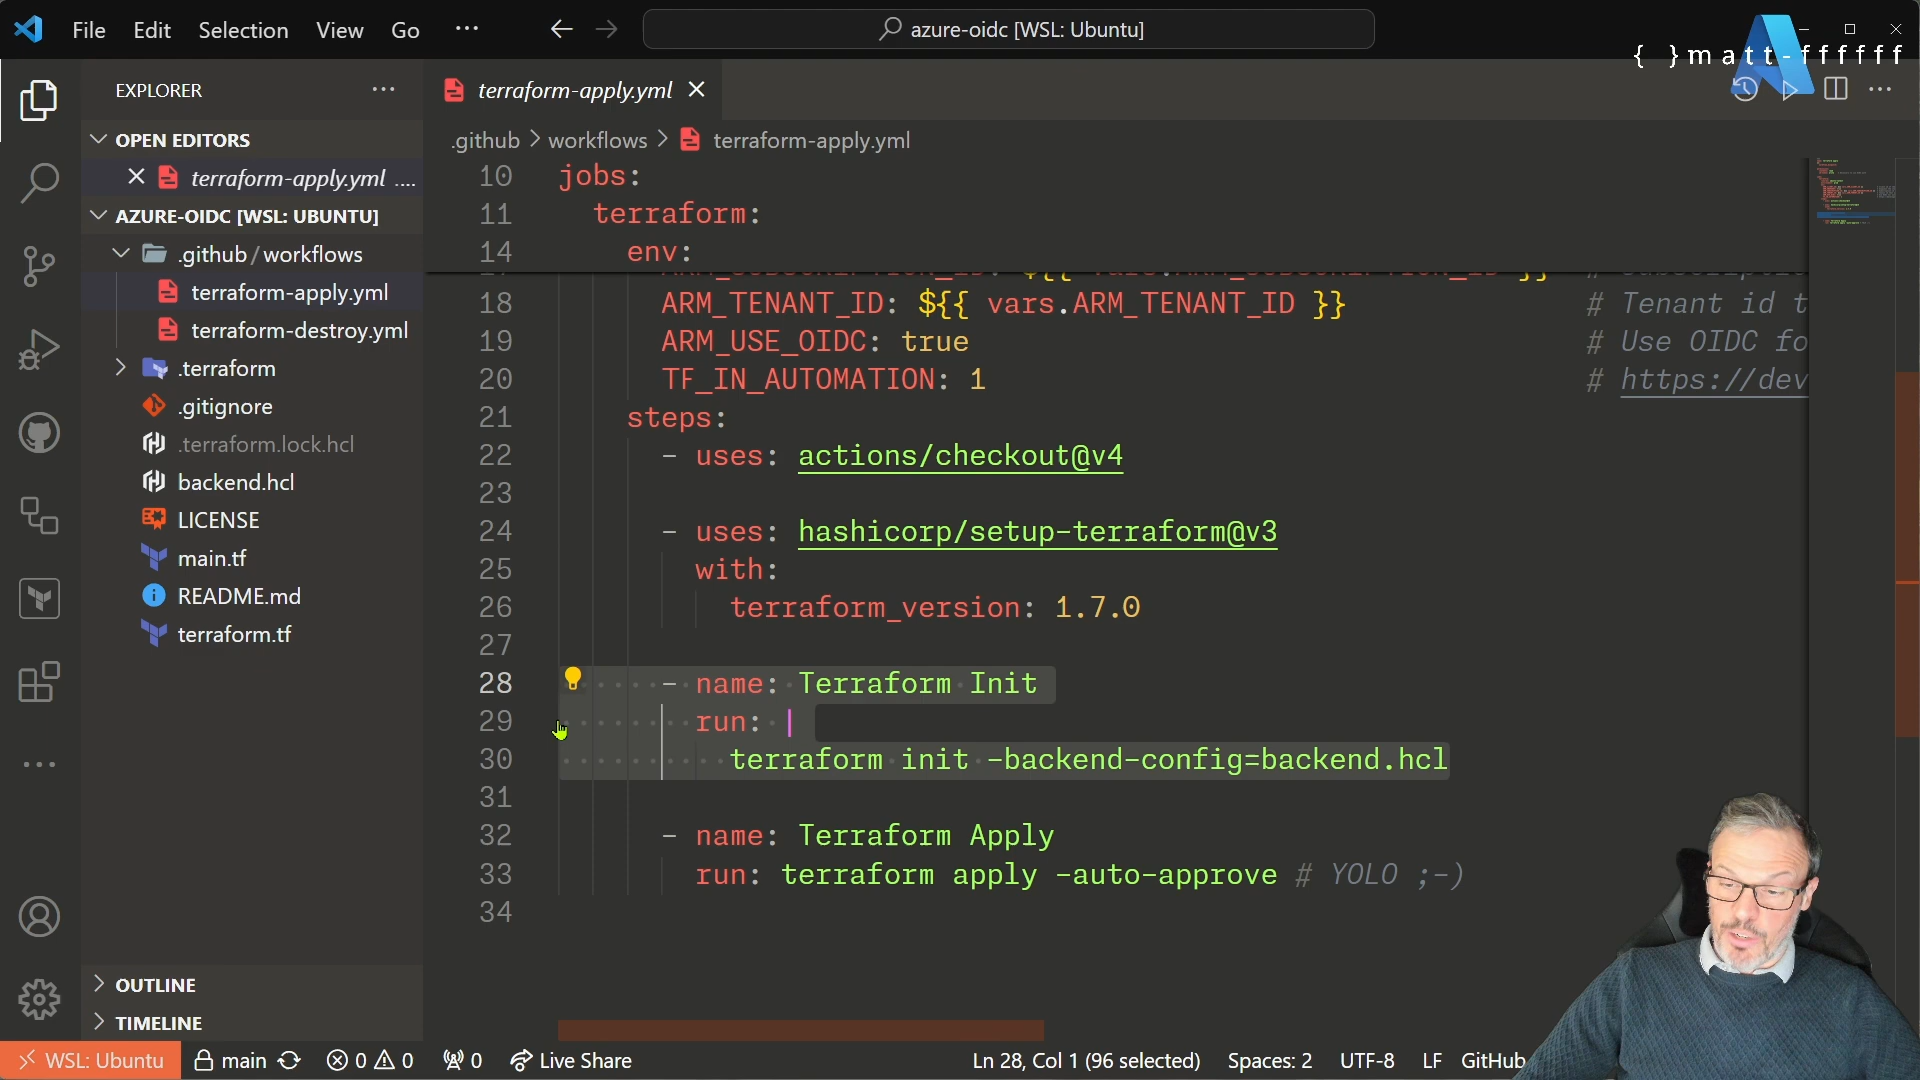 File Edit Selection View Go ···
azure-oidc [WSL: Ubuntu]
{ }matt-ffffff
EXPLORER ···
OPEN EDITORS
terraform-apply.yml ....
AZURE-OIDC [WSL: UBUNTU]
.github/workflows
terraform-apply.yml
terraform-destroy.yml
.terraform
.gitignore
.terraform.lock.hcl
backend.hcl
LICENSE
main.tf
README.md
terraform.tf
OUTLINE
TIMELINE
terraform-apply.yml
.github > workflows > terraform-apply.yml
10 jobs:
11 terraform:
14 env:
18 ARM_TENANT_ID: ${{ vars.ARM_TENANT_ID }} # Tenant id t
19 ARM_USE_OIDC: true # Use OIDC fo
20 TF_IN_AUTOMATION: 1 # https://dev
21 steps:
22 - uses: actions/checkout@v4
23
24 - uses: hashicorp/setup-terraform@v3
25 with:
26 terraform_version: 1.7.0
27
28 - name: Terraform Init
29 run: |
30 terraform init -backend-config=backend.hcl
31
32 - name: Terraform Apply
33 run: terraform apply -auto-approve # YOLO ;-)
34
WSL: Ubuntu main 0 0 0 Live Share Ln 28, Col 1 (96 selected) Spaces: 2 UTF-8 LF GitHub